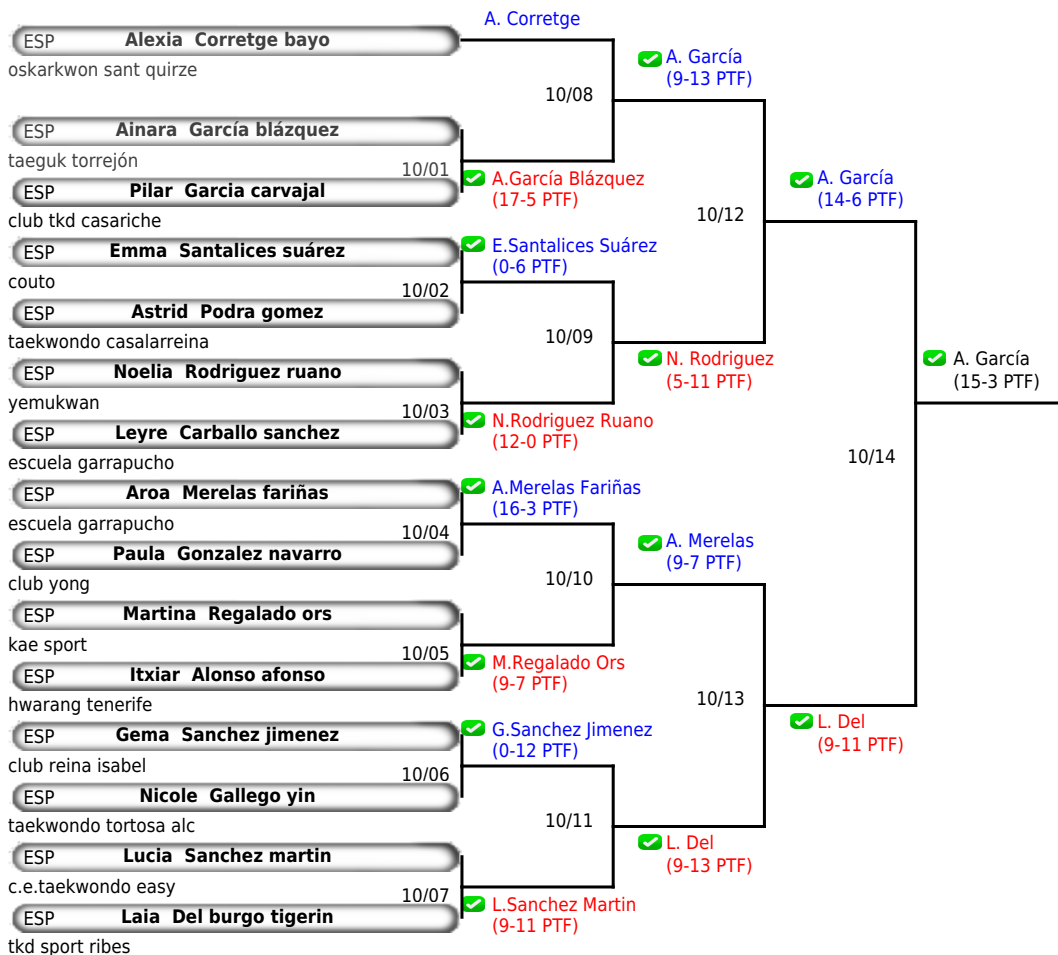 A. Corretge
ESP Alexia Corretge bayo
oskarkwon sant quirze
A. García
(9-13 PTF)
10/08
ESP Ainara García blázquez
taeguk torrejón
10/01
A.García Blázquez
(17-5 PTF)
ESP Pilar Garcia carvajal
club tkd casariche
A. García
(14-6 PTF)
10/12
ESP Emma Santalices suárez
E.Santalices Suárez
(0-6 PTF)
couto
10/02
ESP Astrid Podra gomez
taekwondo casalarreina
10/09
N. Rodriguez
(5-11 PTF)
ESP Noelia Rodriguez ruano
yemukwan
10/03
N.Rodriguez Ruano
(12-0 PTF)
ESP Leyre Carballo sanchez
escuela garrapucho
A. García
(15-3 PTF)
10/14
ESP Aroa Merelas fariñas
A.Merelas Fariñas
(16-3 PTF)
escuela garrapucho
10/04
ESP Paula Gonzalez navarro
club yong
A. Merelas
(9-7 PTF)
10/10
ESP Martina Regalado ors
kae sport
10/05
M.Regalado Ors
(9-7 PTF)
ESP Itxiar Alonso afonso
hwarang tenerife
10/13
L. Del
(9-11 PTF)
ESP Gema Sanchez jimenez
G.Sanchez Jimenez
(0-12 PTF)
club reina isabel
10/06
ESP Nicole Gallego yin
taekwondo tortosa alc
10/11
L. Del
(9-13 PTF)
ESP Lucia Sanchez martin
c.e.taekwondo easy
10/07
L.Sanchez Martin
(9-11 PTF)
ESP Laia Del burgo tigerin
tkd sport ribes